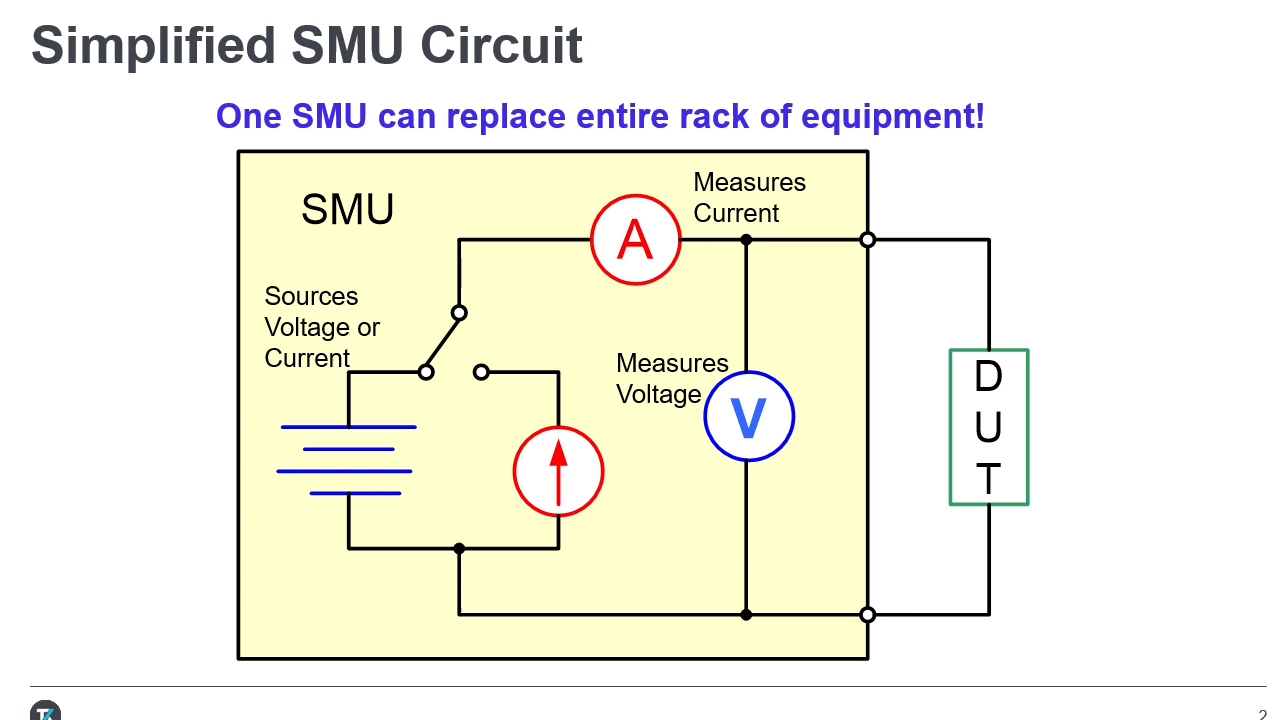 Simplified SMU Circuit
One SMU can replace entire rack of equipment!
SMU
Measures
Current
A
Sources
Voltage or
Current
Measures
Voltage
V
D
U
T
2